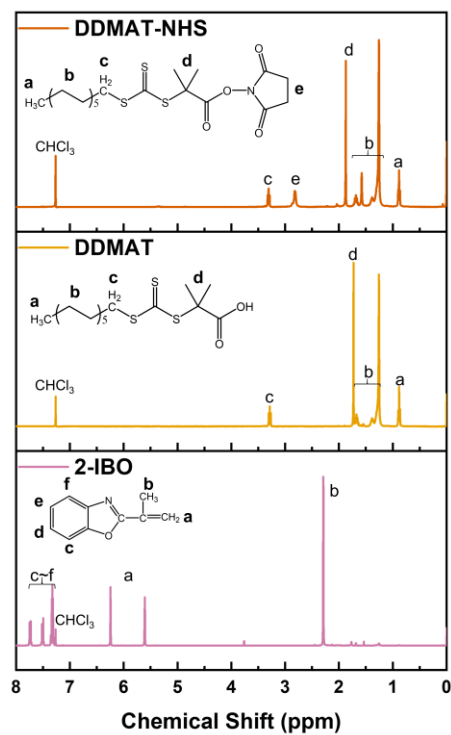 DDMAT-NHS
d
a
b
c
H₂
C
S
d
O
O
H₃C
5
S
S
O
N
e
O
O
b
CHCl₃
a
c
e
DDMAT
d
a
b
c
H₂
C
S
d
H₃C
5
S
S
OH
O
b
CHCl₃
a
c
2-IBO
f
b
e
N
CH₃
b
d
C
C
CH₂
a
O
c
c~f
a
CHCl₃
8 7 6 5 4 3 2 1 0
Chemical Shift (ppm)